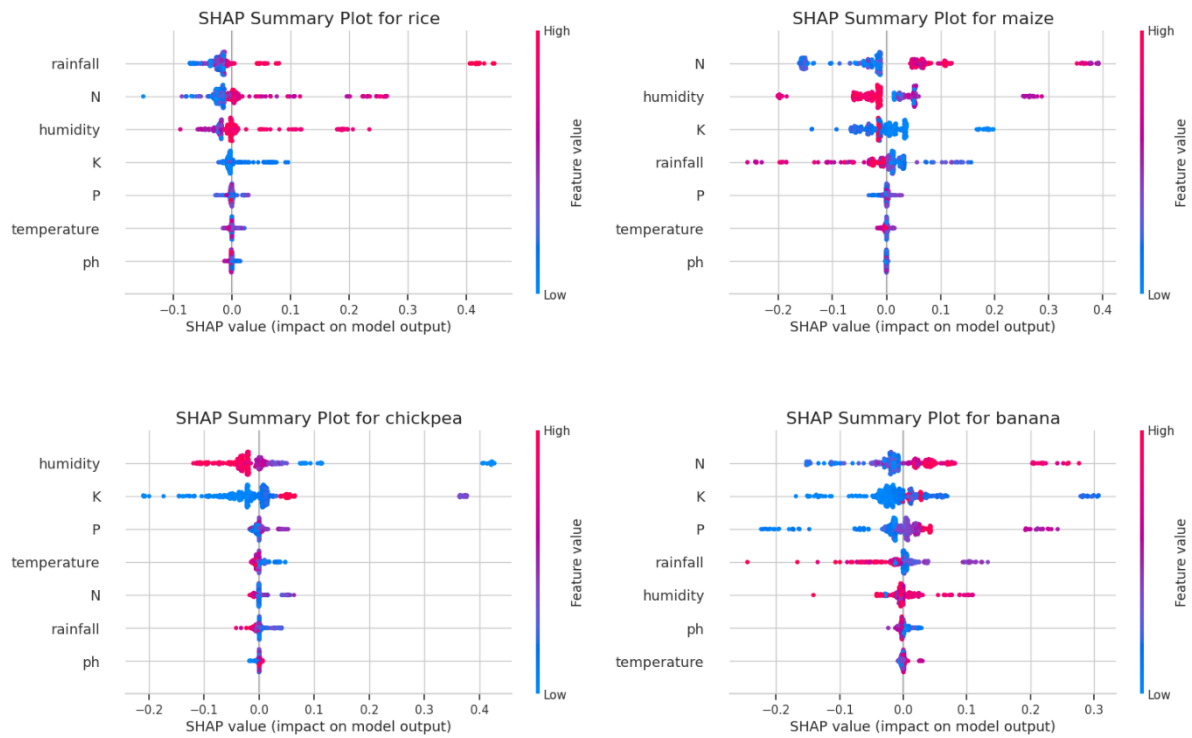 SHAP Summary Plot for rice
High
rainfall
N
humidity
K
P
temperature
ph
Low
−0.1 0.0 0.1 0.2 0.3 0.4
SHAP value (impact on model output)
Feature value
SHAP Summary Plot for maize
High
N
humidity
K
rainfall
P
temperature
ph
Low
−0.2 −0.1 0.0 0.1 0.2 0.3 0.4
SHAP value (impact on model output)
Feature value
SHAP Summary Plot for chickpea
High
humidity
K
P
temperature
N
rainfall
ph
Low
−0.2 −0.1 0.0 0.1 0.2 0.3 0.4
SHAP value (impact on model output)
Feature value
SHAP Summary Plot for banana
High
N
K
P
rainfall
humidity
ph
temperature
Low
−0.2 −0.1 0.0 0.1 0.2 0.3
SHAP value (impact on model output)
Feature value